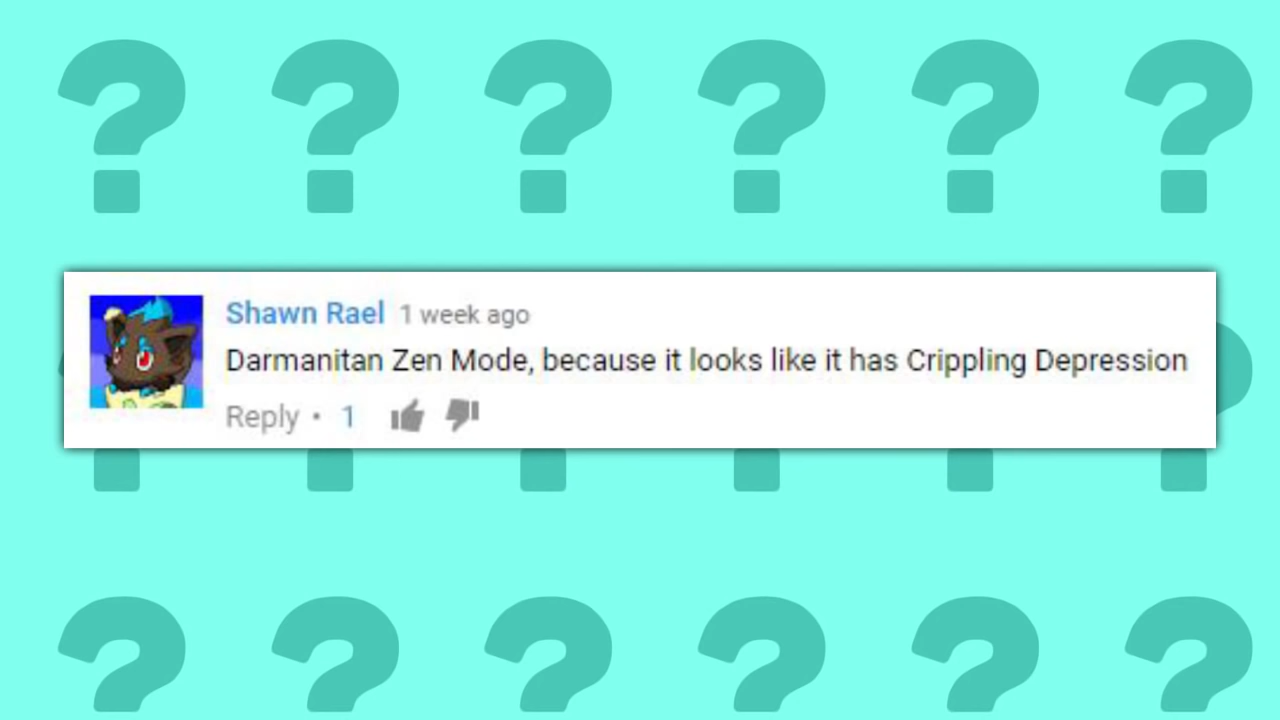 Shawn Rael 1 week ago
Darmanitan Zen Mode, because it looks like it has Crippling Depression
Reply • 1